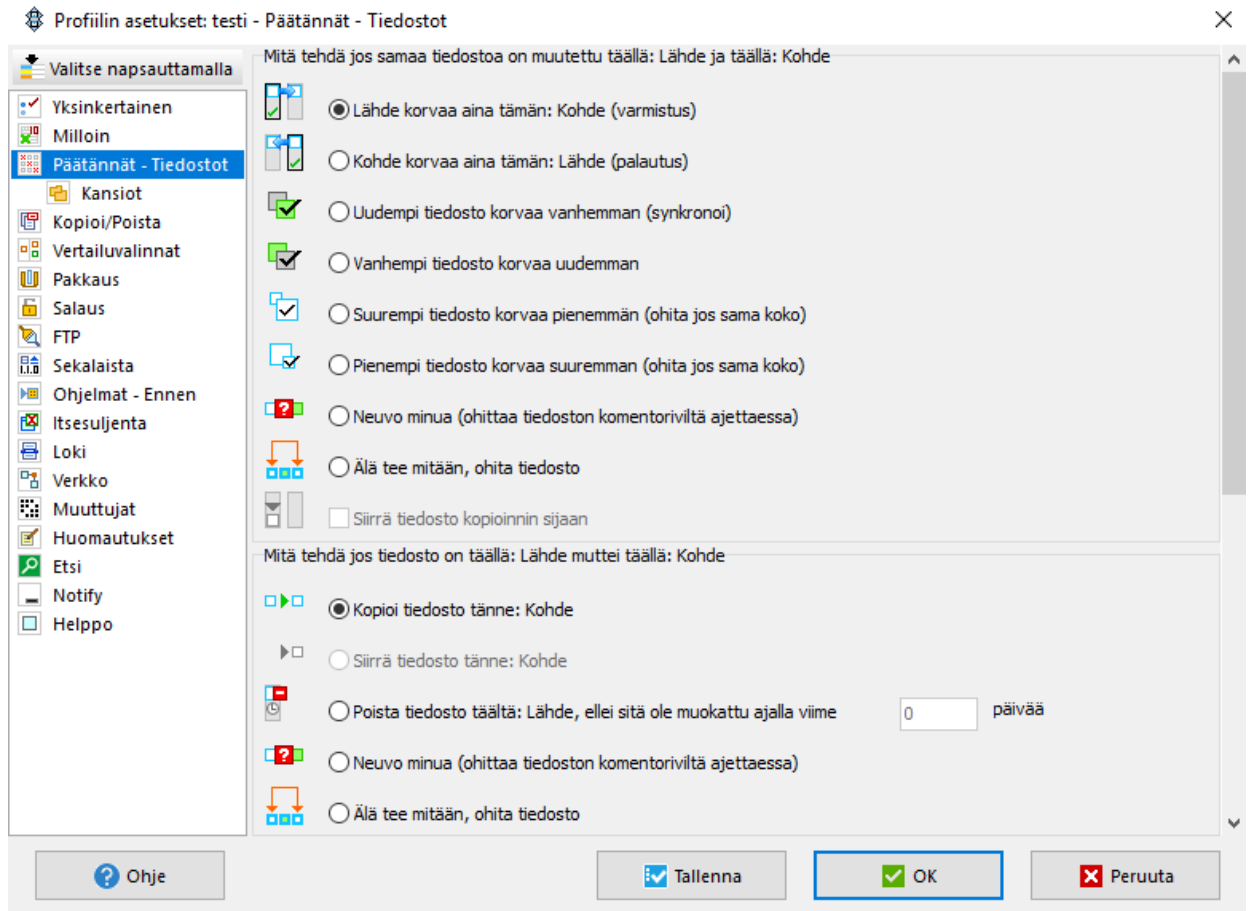 Profiilin asetukset: testi - Päätännät - Tiedostot
Valitse napsauttamalla
Yksinkertainen
Milloin
Päätännät - Tiedostot
Kansiot
Kopioi/Poista
Vertailuvalinnat
Pakkaus
Salaus
FTP
Sekalaista
Ohjelmat - Ennen
Itsesuljenta
Loki
Verkko
Muuttujat
Huomautukset
Etsi
Notify
Helppo
Mitä tehdä jos samaa tiedostoa on muutettu täällä: Lähde ja täällä: Kohde
Lähde korvaa aina tämän: Kohde (varmistus)
Kohde korvaa aina tämän: Lähde (palautus)
Uudempi tiedosto korvaa vanhemman (synkronoi)
Vanhempi tiedosto korvaa uudemman
Suurempi tiedosto korvaa pienemmän (ohita jos sama koko)
Pienempi tiedosto korvaa suuremman (ohita jos sama koko)
Neuvo minua (ohittaa tiedoston komentoriviltä ajettaessa)
Älä tee mitään, ohita tiedosto
Siirrä tiedosto kopioinnin sijaan
Mitä tehdä jos tiedosto on täällä: Lähde muttei täällä: Kohde
Kopioi tiedosto tänne: Kohde
Siirrä tiedosto tänne: Kohde
Poista tiedosto täältä: Lähde, ellei sitä ole muokattu ajalla viime 0 päivää
Neuvo minua (ohittaa tiedoston komentoriviltä ajettaessa)
Älä tee mitään, ohita tiedosto
Ohje
Tallenna
OK
Peruuta